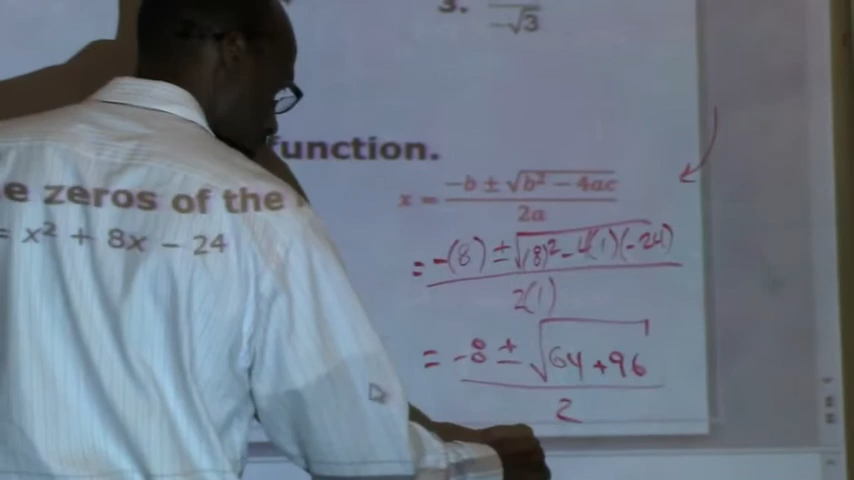 3. -√3
function.
e zeros of the
= x² + 8x - 24
x = (-b ± √(b² - 4ac)) / 2a
= (-(8) ± √((8)² - 4(1)(-24))) / 2(1)
= (-8 ± √(64 + 96)) / 2